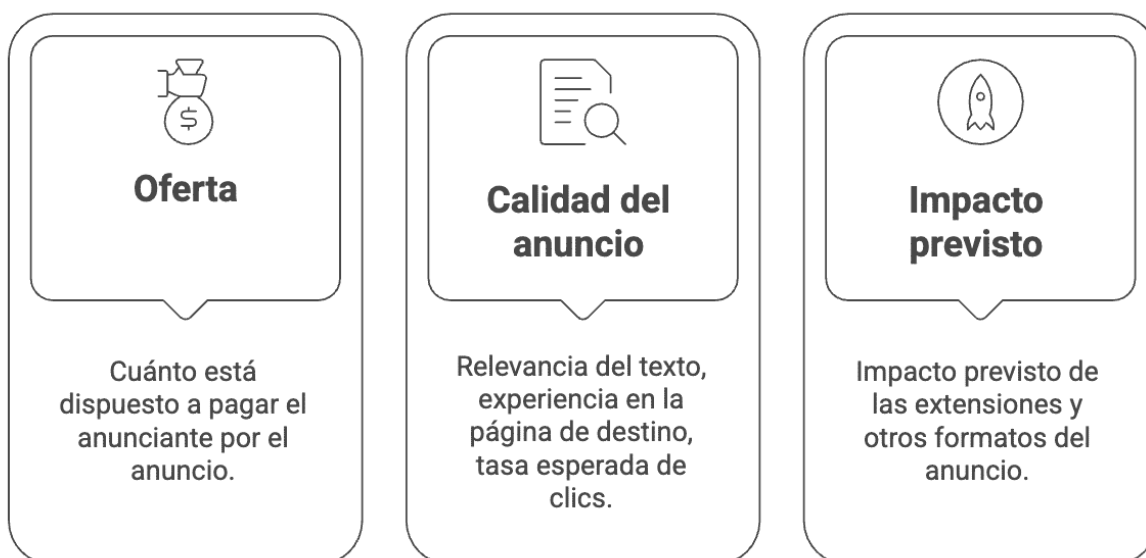 $
Oferta
Cuánto está
dispuesto a pagar el
anunciante por el
anuncio.
Calidad del
anuncio
Relevancia del texto,
experiencia en la
página de destino,
tasa esperada de
clics.
Impacto
previsto
Impacto previsto de
las extensiones y
otros formatos del
anuncio.